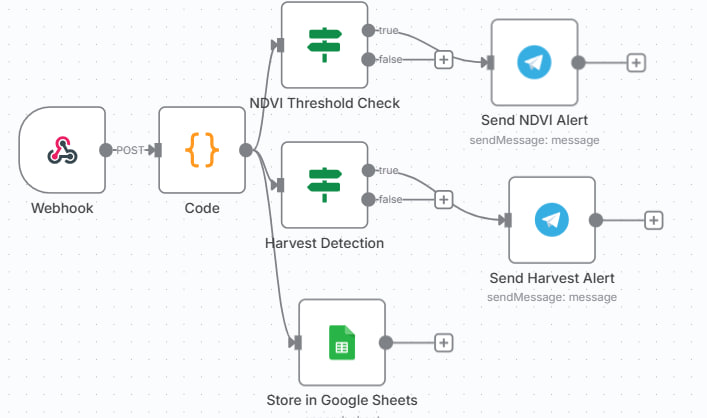 true
false
NDVI Threshold Check
Send NDVI Alert
sendMessage: message
POST
Webhook
Code
true
false
Harvest Detection
Send Harvest Alert
sendMessage: message
Store in Google Sheets